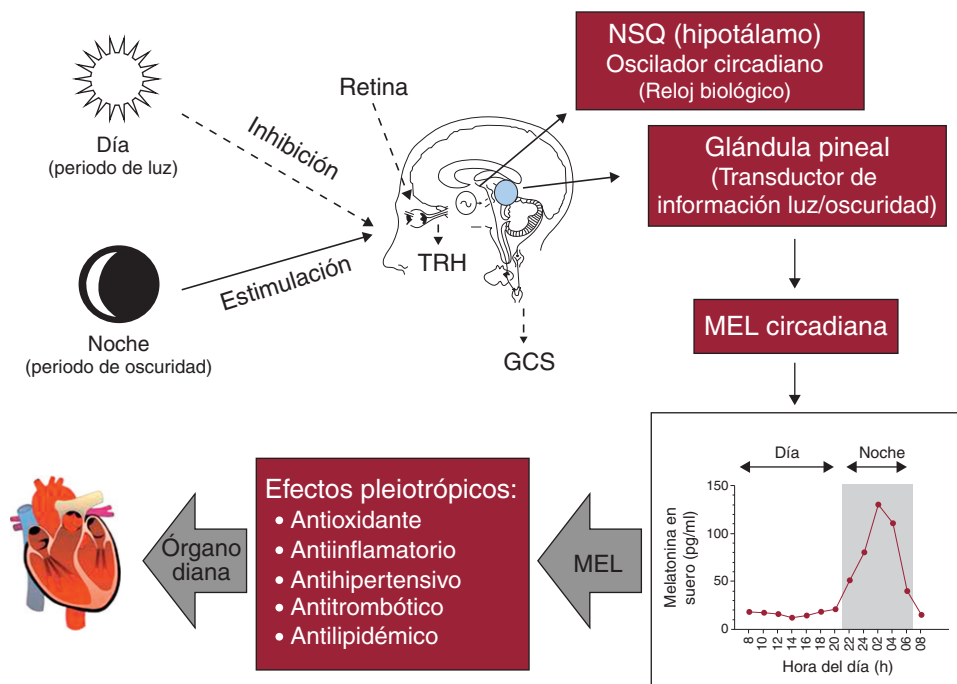 Día
(periodo de luz)
Inhibición
Retina
NSQ (hipotálamo)
Oscilador circadiano
(Reloj biológico)
Glándula pineal
(Transductor de
información luz/oscuridad)
Noche
(periodo de oscuridad)
Estimulación
TRH
GCS
MEL circadiana
Día
Noche
Melatonina en
suero (pg/ml)
150
100
50
0
8
10
12
14
16
18
20
22
24
02
04
06
08
Hora del día (h)
MEL
Efectos pleiotrópicos:
• Antioxidante
• Antiinflamatorio
• Antihipertensivo
• Antitrombótico
• Antilipidémico
Órgano
diana